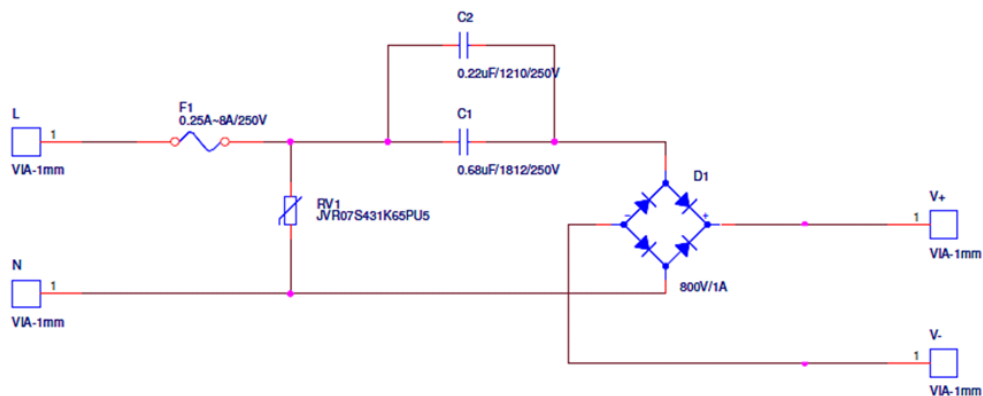 C2
0.22uF/1210/250V
F1
0.25A~8A/250V
L
1
VIA-1mm
C1
0.68uF/1812/250V
RV1
JVR07S431K65PU5
D1
-
+
800V/1A
V+
1
VIA-1mm
N
1
VIA-1mm
V-
1
VIA-1mm